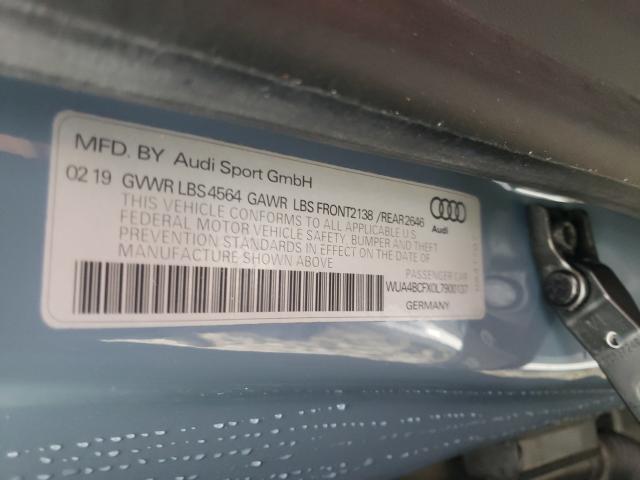 MFD. BY Audi Sport GmbH
02 19 GVWR LBS 4564 GAWR LBS FRONT2138 /REAR2646
THIS VEHICLE CONFORMS TO ALL APPLICABLE
FEDERAL MOTOR VEHICLE SAFETY, BUMPER AND THEFT
PREVENTION STANDARDS IN EFFECT ON THE DATE OF
MANUFACTURE SHOWN ABOVE
Audi
PASSENGER CAR
WUA4BCFX0L7900137
GERMANY